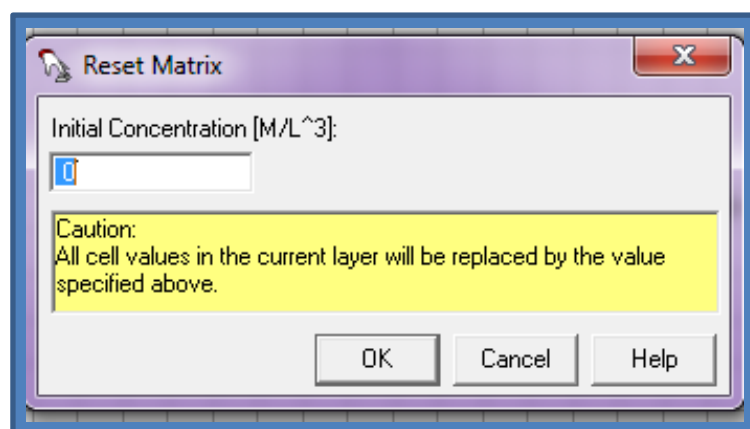 Reset Matrix
Initial Concentration [M/L^3]:
0
Caution:
All cell values in the current layer will be replaced by the value
specified above.
OK Cancel Help